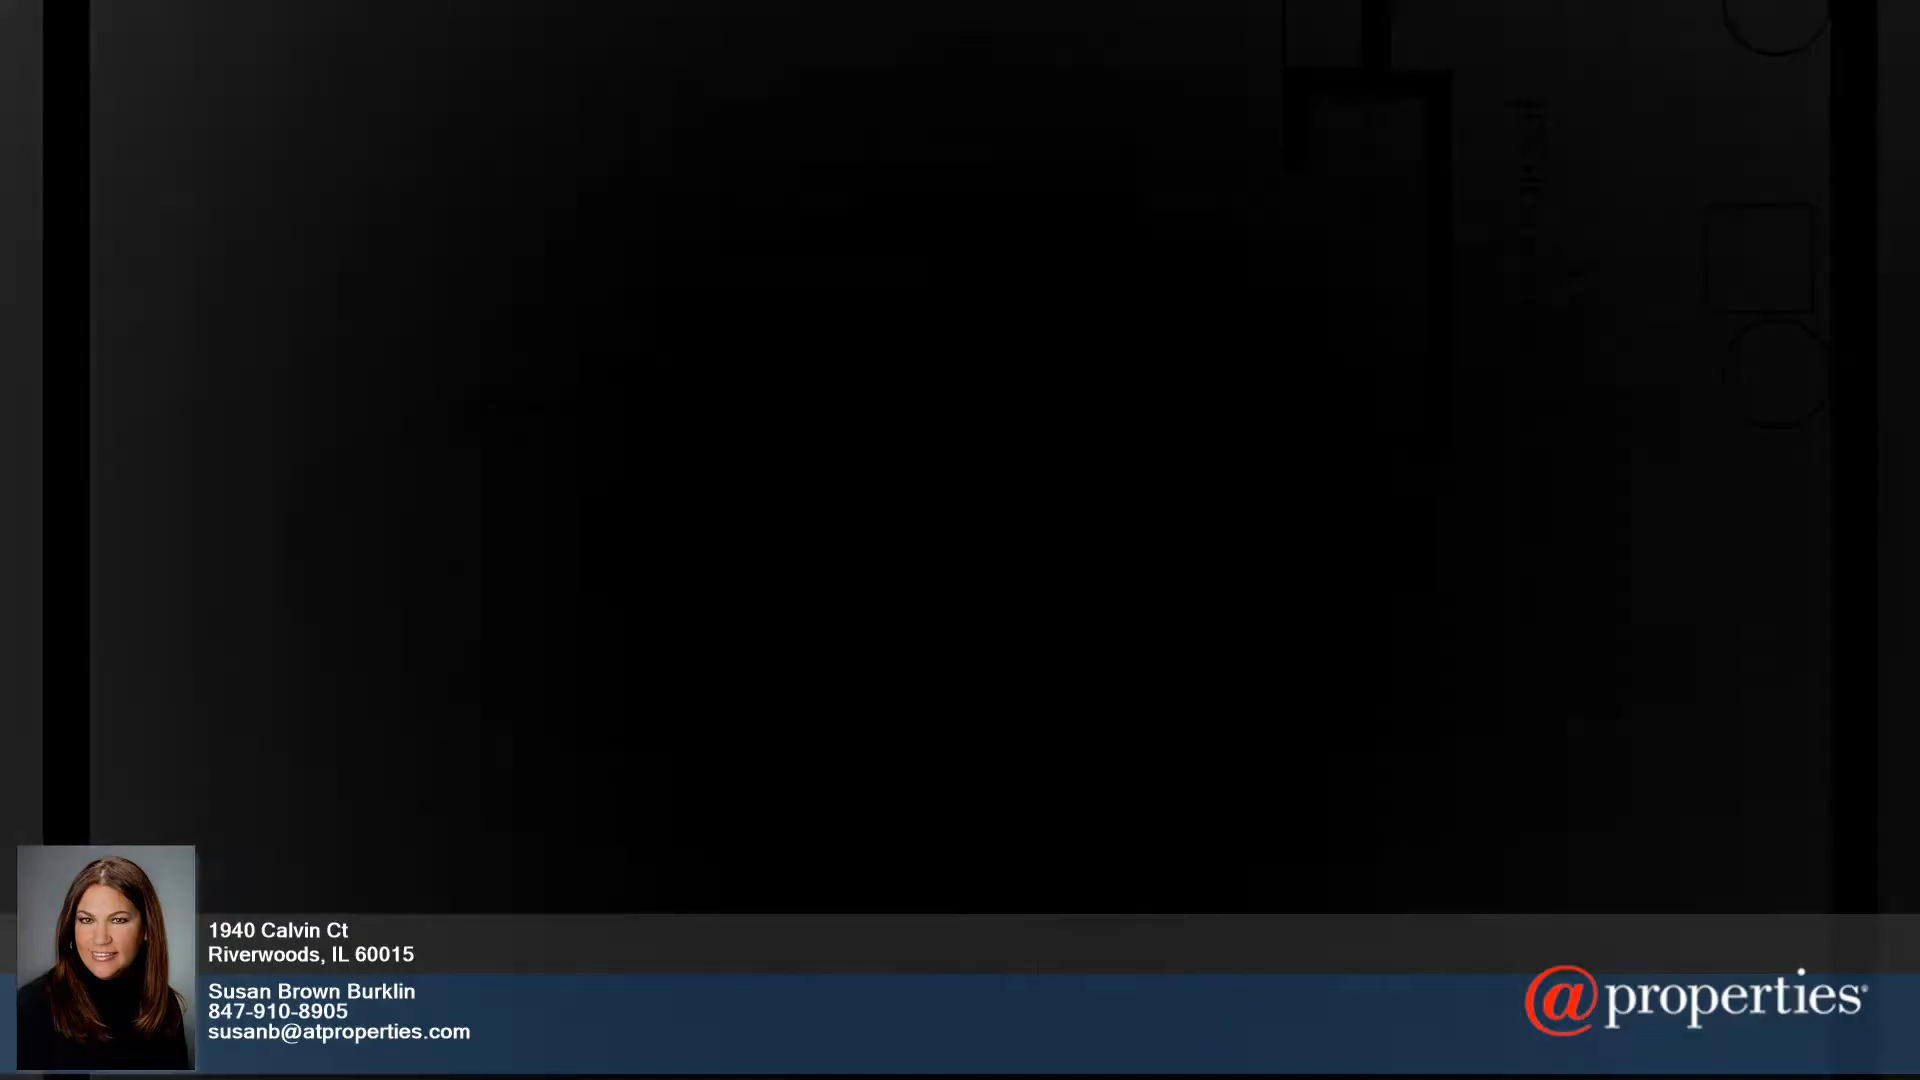 1940 Calvin Ct
Riverwoods, IL 60015
Susan Brown Burklin
847-910-8905
susanb@atproperties.com
@properties®